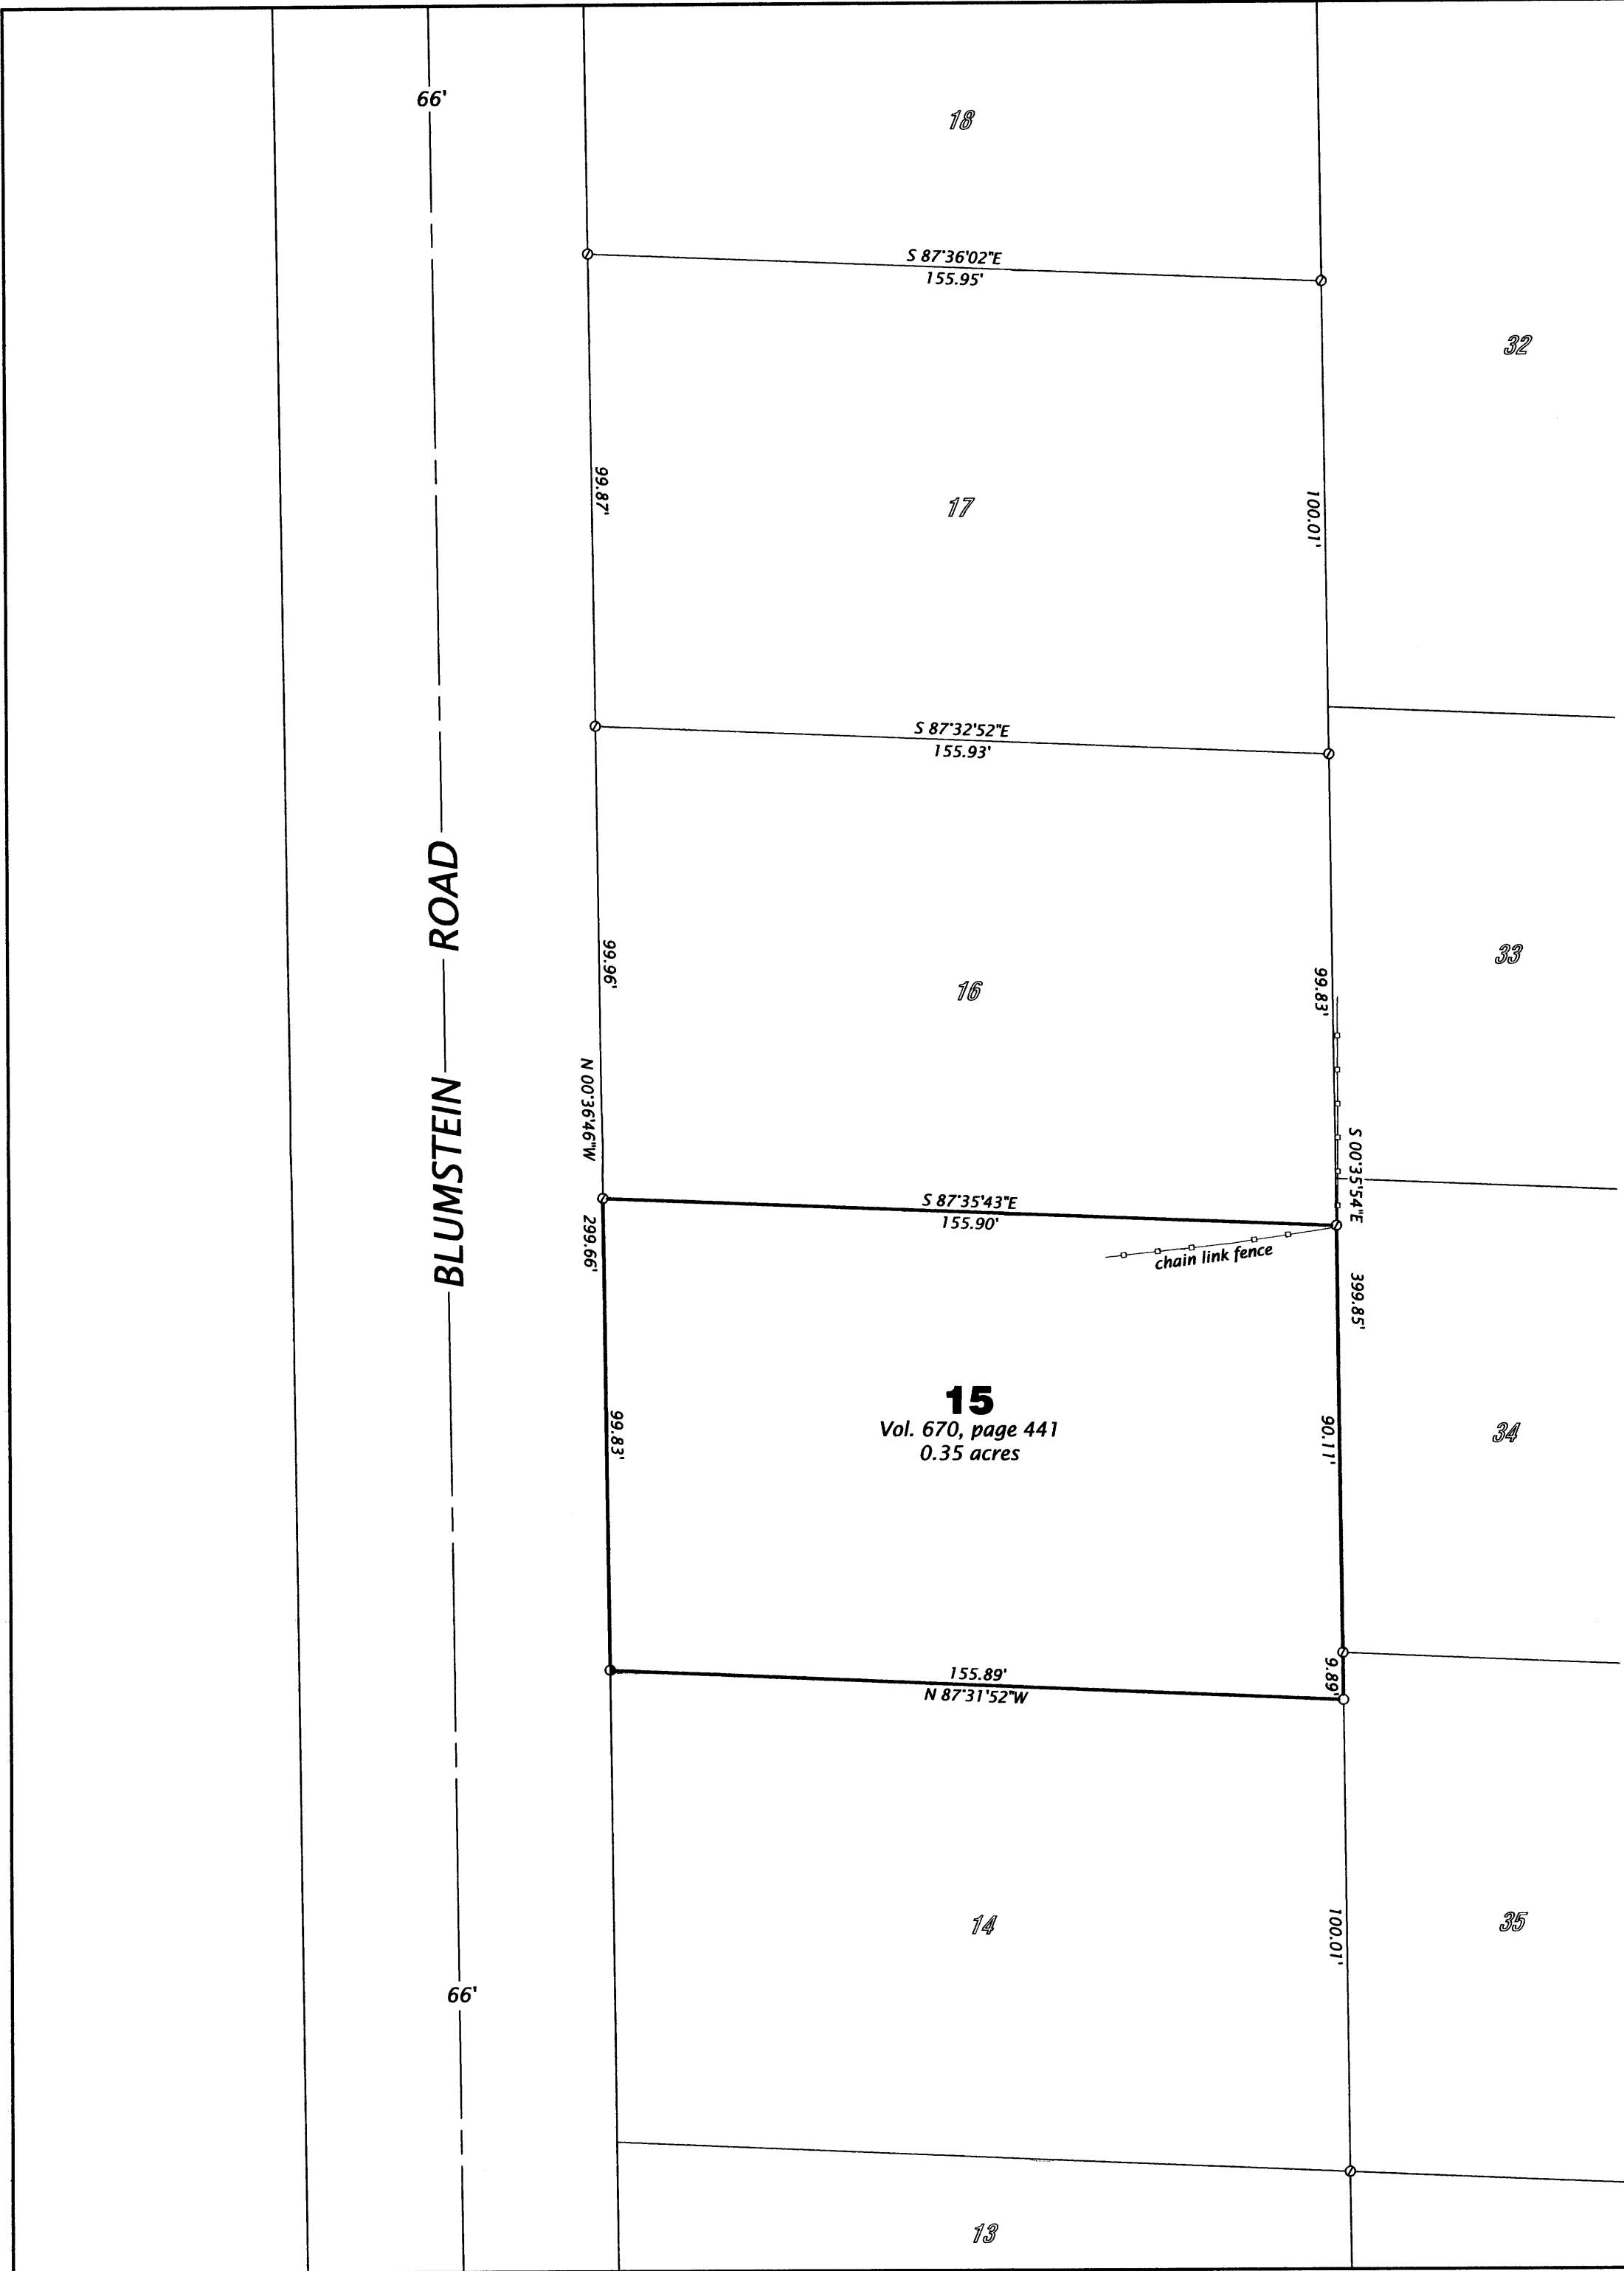 66'
18
S 87°36'02"E
155.95'
32
99.87'
17
100.01'
S 87°32'52"E
155.93'
BLUMSTEIN ROAD
99.96'
16
99.83'
33
N 00°36'46"W
299.66'
S 00°35'54"E
399.85'
S 87°35'43"E
155.90'
chain link fence
99.83'
15
Vol. 670, page 441
0.35 acres
90.11'
34
155.89'
N 87°31'52"W
9.89'
14
100.01'
35
66'
13